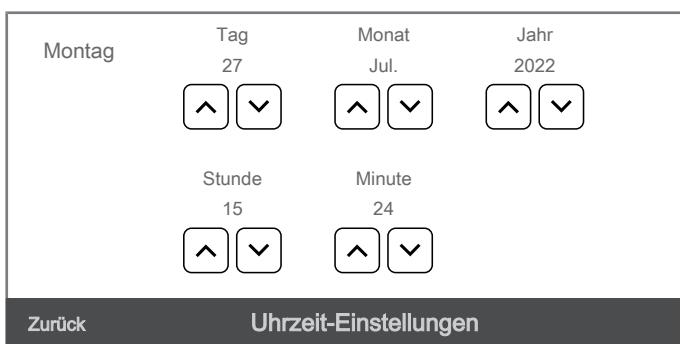 Montag
Tag Monat Jahr
27 Jul. 2022
Stunde Minute
15 24
Zurück Uhrzeit-Einstellungen